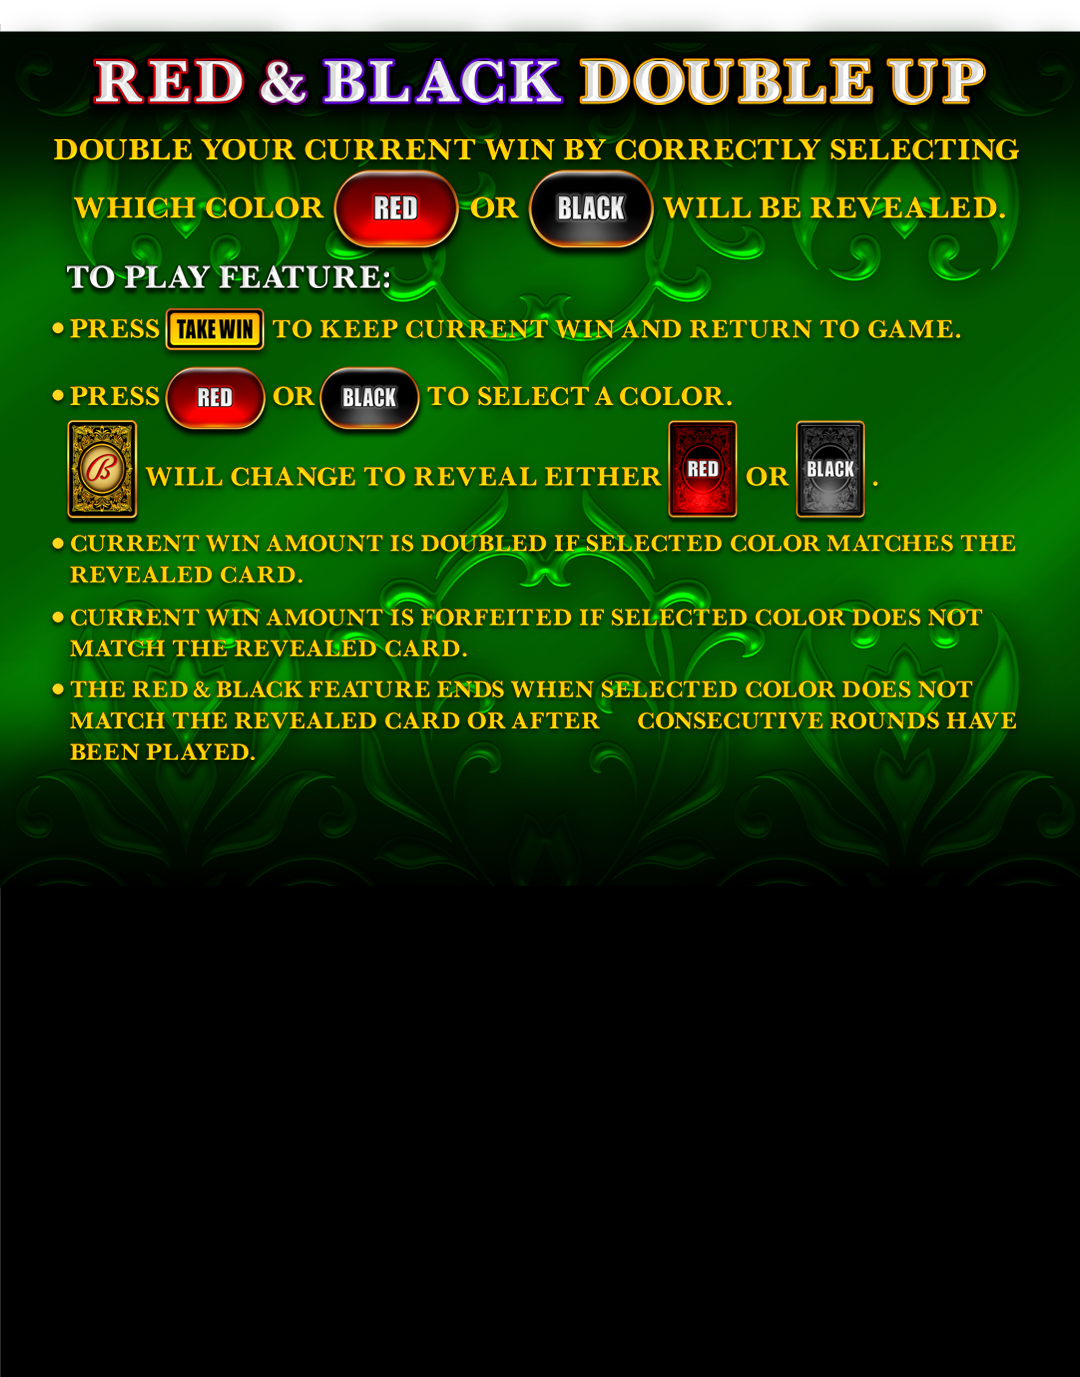 RED & BLACK DOUBLE UP
DOUBLE YOUR CURRENT WIN BY CORRECTLY SELECTING
WHICH COLOR RED OR BLACK WILL BE REVEALED.
TO PLAY FEATURE:
• PRESS TAKE WIN TO KEEP CURRENT WIN AND RETURN TO GAME.
• PRESS RED OR BLACK TO SELECT A COLOR.
B WILL CHANGE TO REVEAL EITHER RED OR BLACK .
• CURRENT WIN AMOUNT IS DOUBLED IF SELECTED COLOR MATCHES THE
REVEALED CARD.
• CURRENT WIN AMOUNT IS FORFEITED IF SELECTED COLOR DOES NOT
MATCH THE REVEALED CARD.
• THE RED & BLACK FEATURE ENDS WHEN SELECTED COLOR DOES NOT
MATCH THE REVEALED CARD OR AFTER CONSECUTIVE ROUNDS HAVE
BEEN PLAYED.